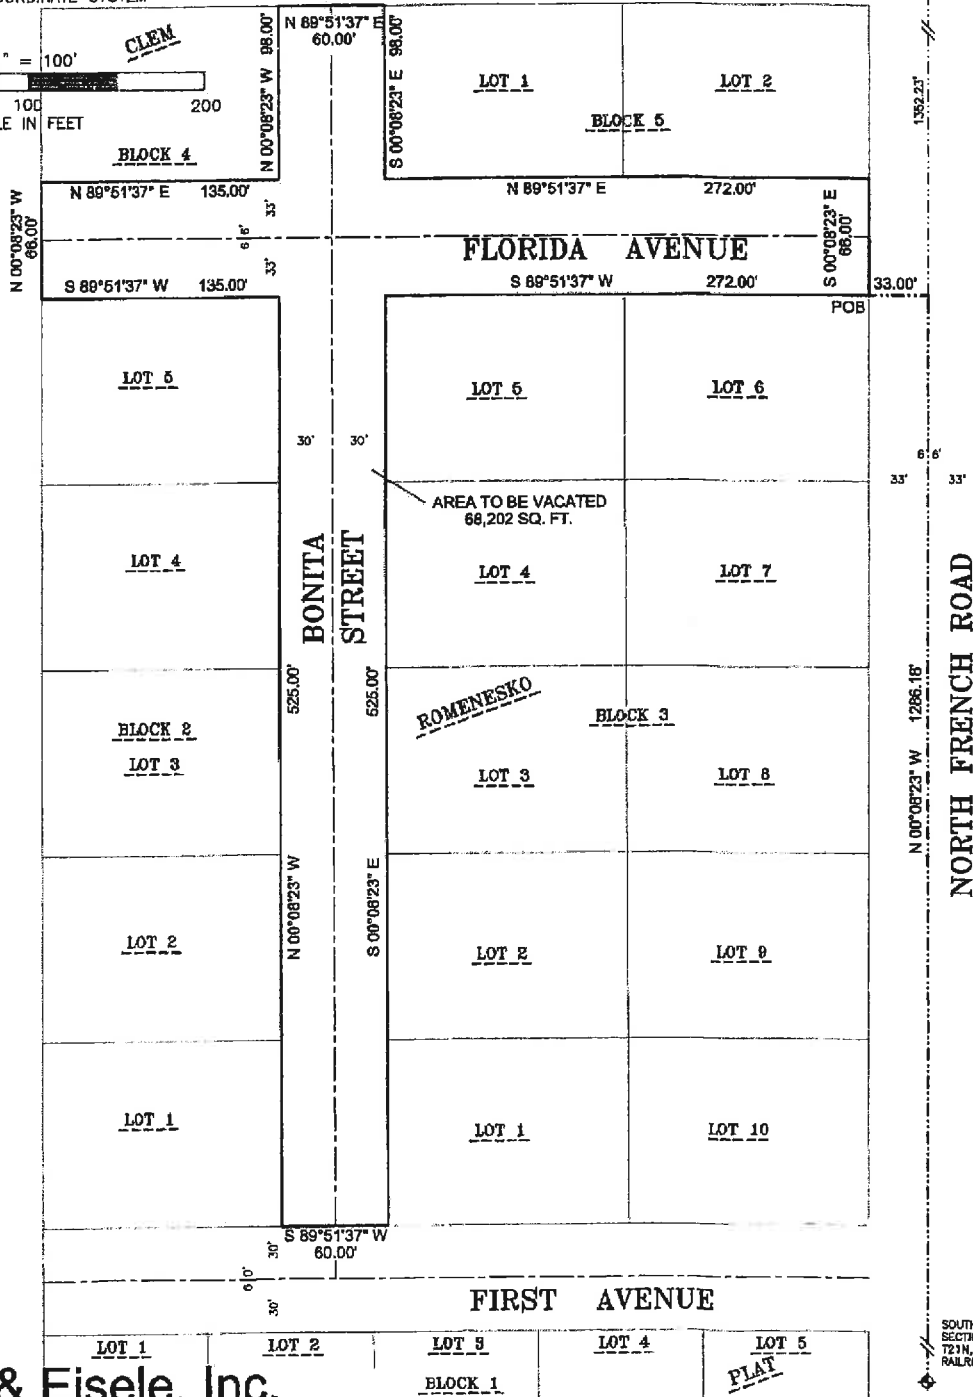 N 89°51'37" E
60.00'
CLEM
" = 100'
N 00°08'23" W 98.00'
S 00°08'23" E 98.00'
LOT 1
LOT 2
BLOCK 5
1352.23'
100
200
LE IN FEET
BLOCK 4
N 89°51'37" E 135.00'
N 89°51'37" E 272.00'
N 00°08'23" W
66.00'
33'
66'
33'
FLORIDA AVENUE
S 00°08'23" E
66.00'
S 89°51'37" W 135.00'
S 89°51'37" W 272.00'
33.00'
POB
LOT 5
LOT 5
LOT 6
30'
30'
66'
33'
33'
AREA TO BE VACATED
68,202 SQ. FT.
BONITA
STREET
LOT 4
LOT 4
LOT 7
525.00'
525.00'
ROMENESKO
BLOCK 3
BLOCK 2
LOT 3
LOT 3
LOT 8
N 00°08'23" W 1286.18'
NORTH FRENCH ROAD
N 00°08'23" W
S 00°08'23" E
LOT 2
LOT 2
LOT 9
LOT 1
LOT 1
LOT 10
S 89°51'37" W
60.00'
30'
60'
30'
FIRST AVENUE
LOT 1
LOT 2
LOT 3
LOT 4
LOT 5
SOUTH
SECTI
T21N,
RAILR
BLOCK 1
PLAT
& Eisele, Inc.